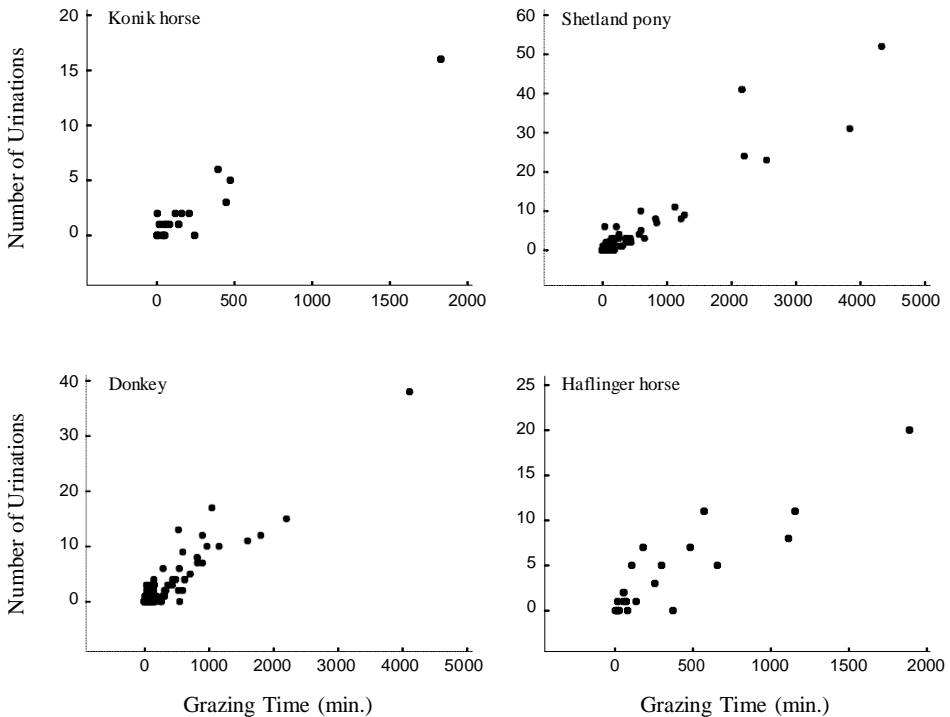 Konik horse
20
15
10
5
0
0 500 1000 1500 2000
Number of Urinations
Shetland pony
60
50
40
30
20
10
0
0 1000 2000 3000 4000 5000
Donkey
40
30
20
10
0
0 1000 2000 3000 4000 5000
Number of Urinations
Grazing Time (min.)
Haflinger horse
25
20
15
10
5
0
0 500 1000 1500 2000
Grazing Time (min.)